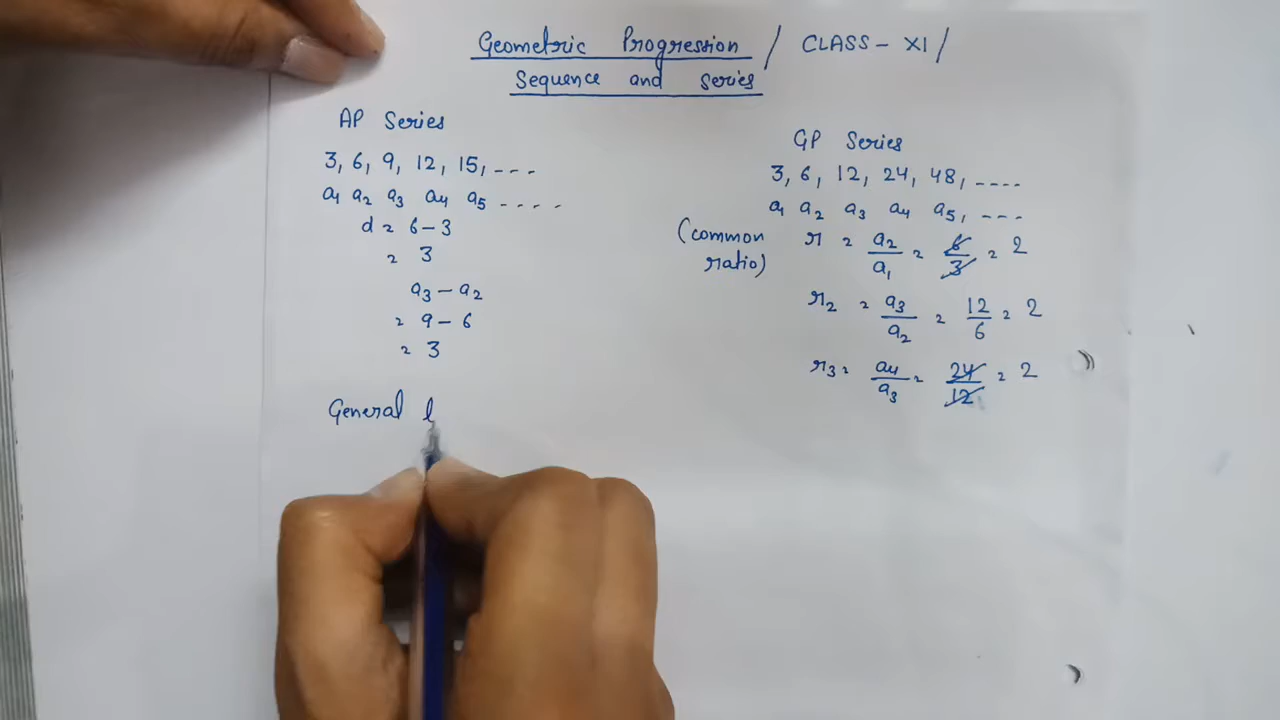 Geometric Progression / CLASS - XI /
Sequence and series
AP Series
3, 6, 9, 12, 15, - - -
a1 a2 a3 a4 a5 - - - -
d = 6 - 3
= 3
a3 - a2
= 9 - 6
= 3
General
GP Series
3, 6, 12, 24, 48, - - - -
a1 a2 a3 a4 a5, - - -
(common ratio) r = a2/a1 = 6/3 = 2
r2 = a3/a2 = 12/6 = 2
r3 = a4/a3 = 24/12 = 2